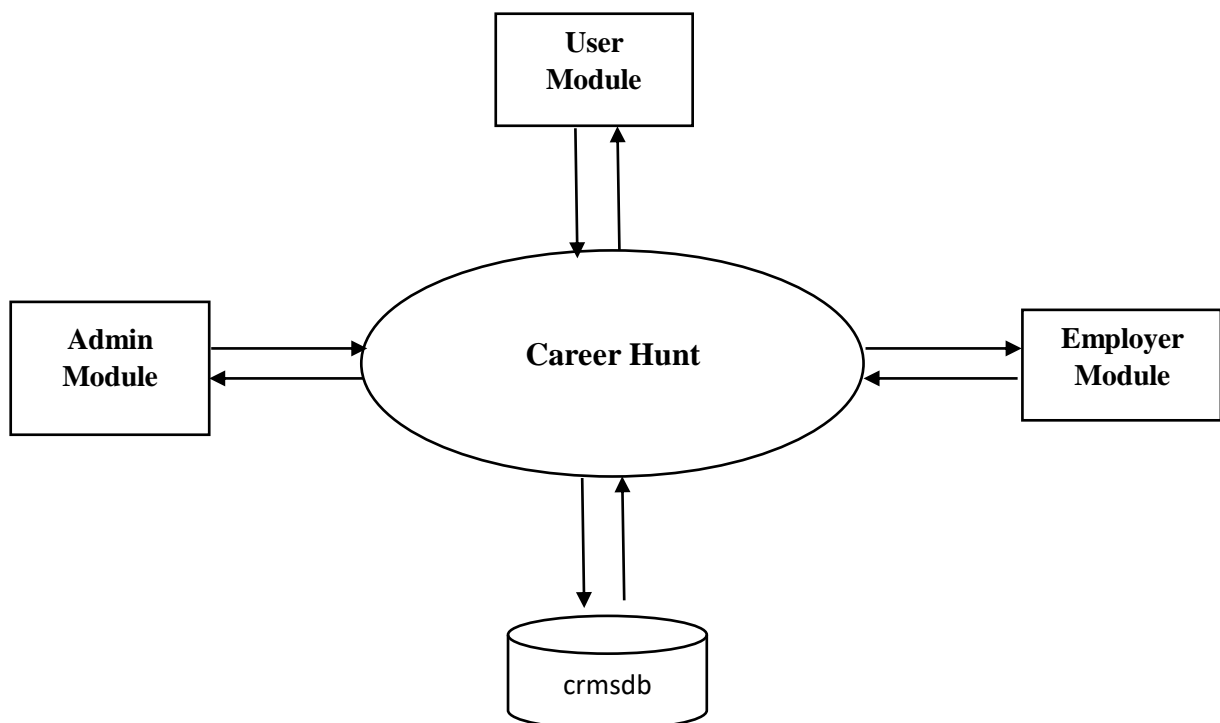 User
Module
Admin
Module
Career Hunt
Employer
Module
crmsdb